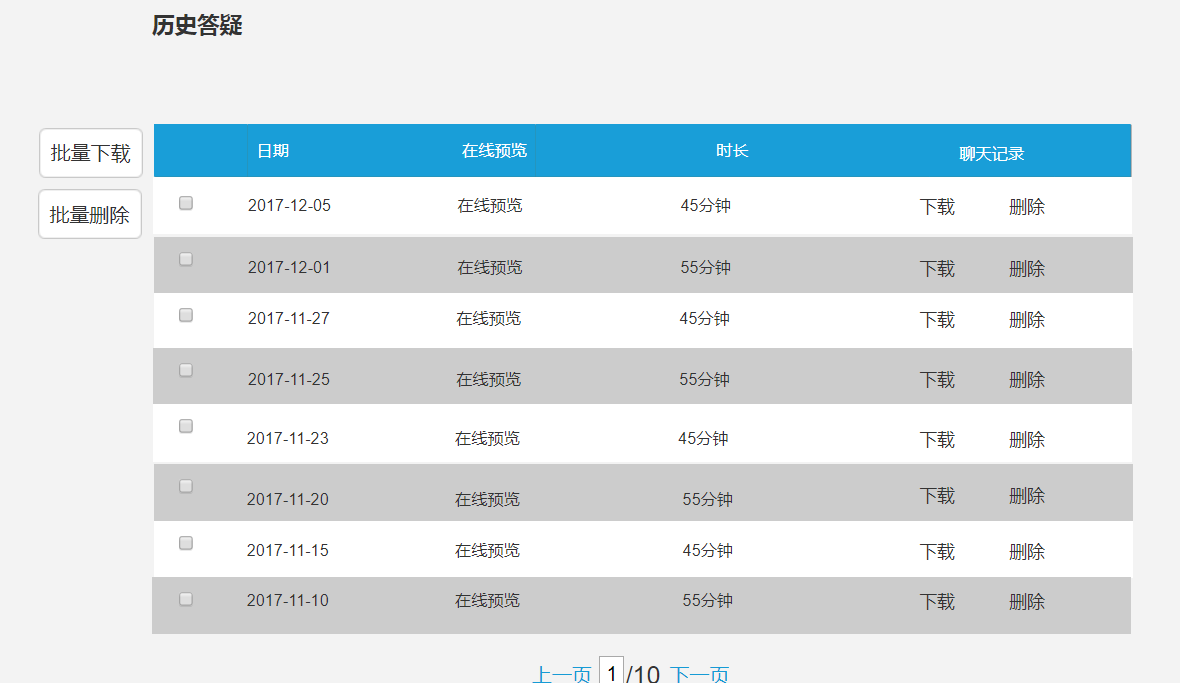 历史答疑
批量下载
批量删除
日期 在线预览 时长 聊天记录
2017-12-05 在线预览 45分钟 下载 删除
2017-12-01 在线预览 55分钟 下载 删除
2017-11-27 在线预览 45分钟 下载 删除
2017-11-25 在线预览 55分钟 下载 删除
2017-11-23 在线预览 45分钟 下载 删除
2017-11-20 在线预览 55分钟 下载 删除
2017-11-15 在线预览 45分钟 下载 删除
2017-11-10 在线预览 55分钟 下载 删除
上一页 1 /10 下一页